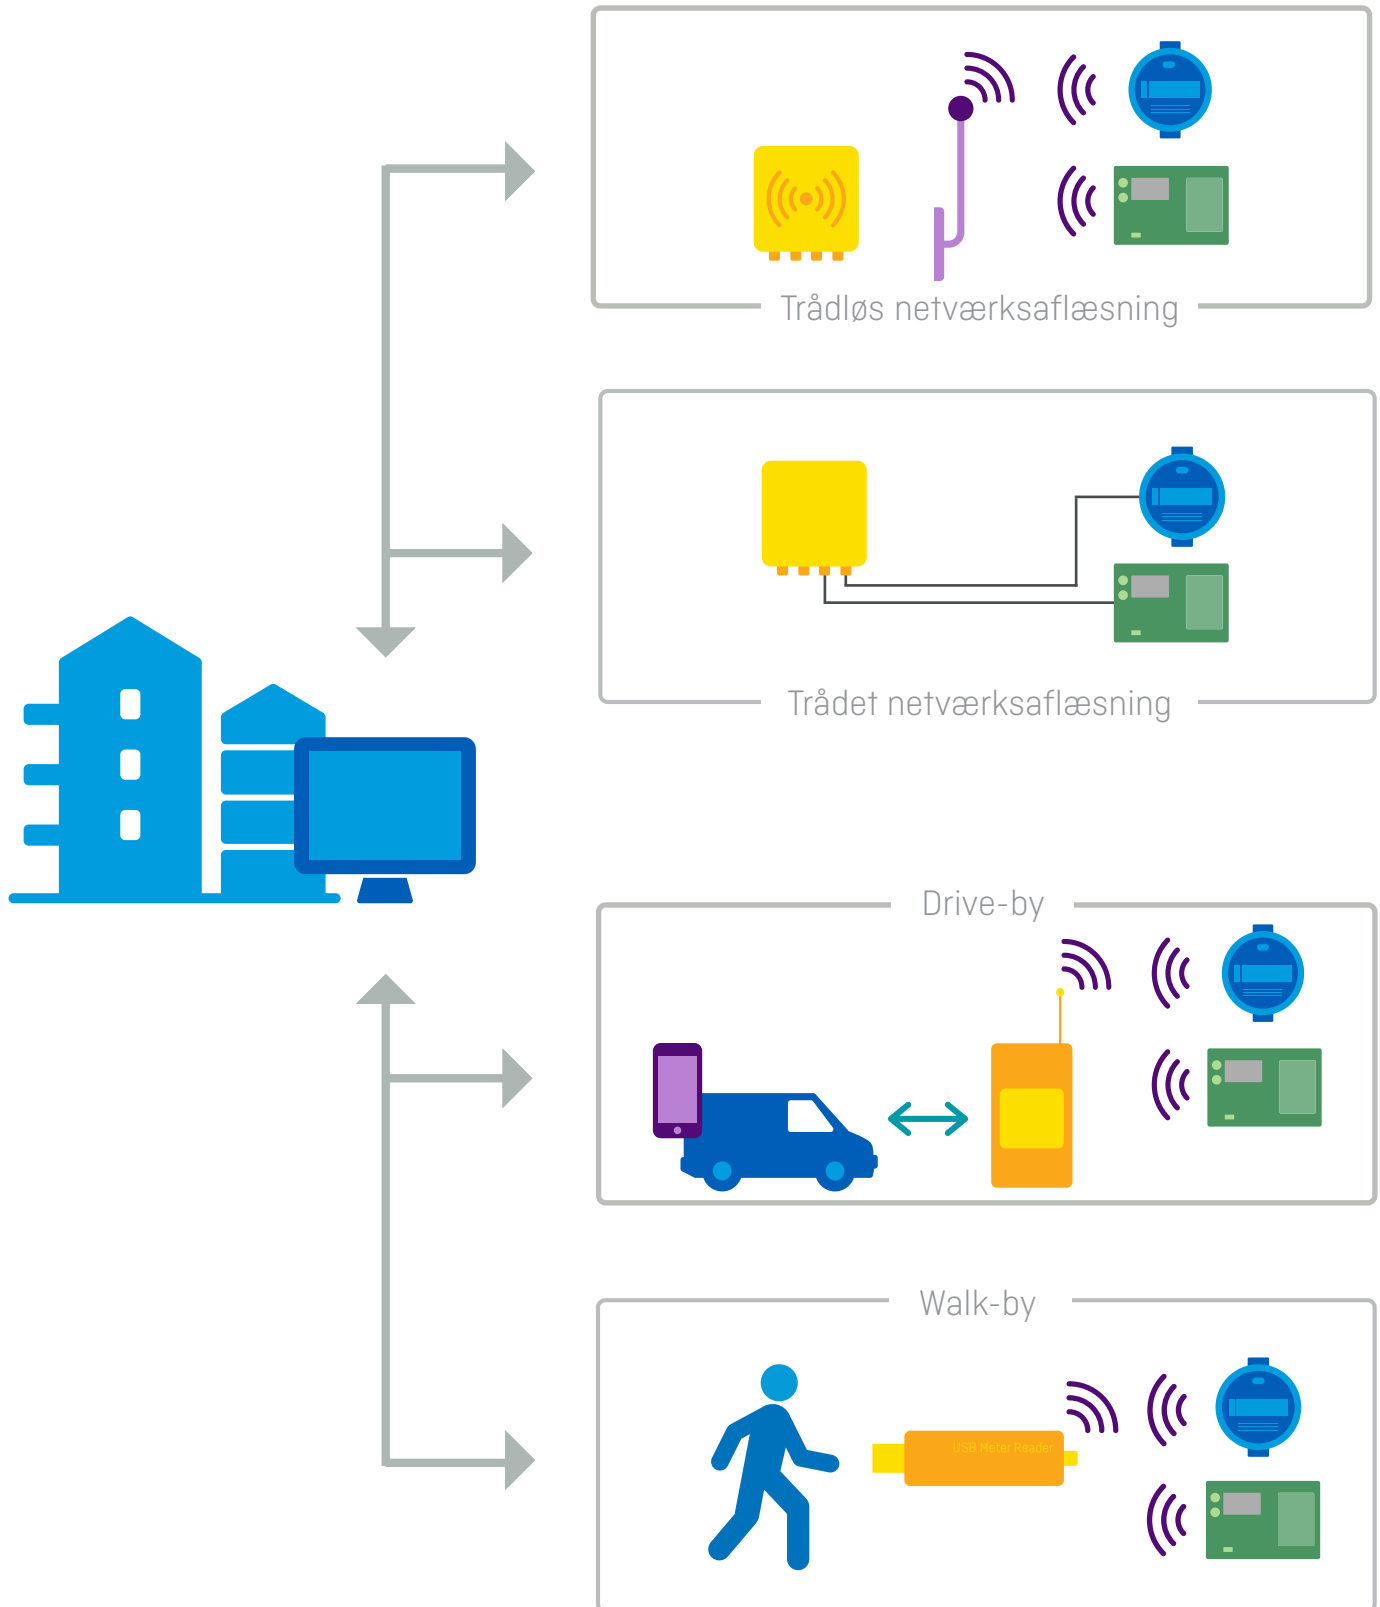 Trådløs netværksaflæsning
Trådet netværksaflæsning
Drive-by
Walk-by
USB Meter Reader